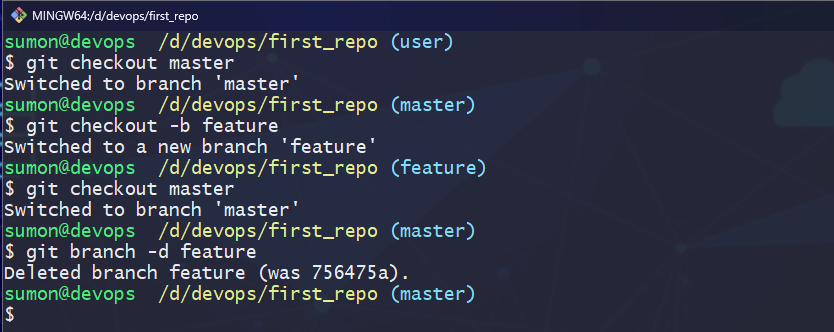 MINGW64:/d/devops/first_repo
sumon@devops  /d/devops/first_repo (user)
$ git checkout master
Switched to branch 'master'
sumon@devops  /d/devops/first_repo (master)
$ git checkout -b feature
Switched to a new branch 'feature'
sumon@devops  /d/devops/first_repo (feature)
$ git checkout master
Switched to branch 'master'
sumon@devops  /d/devops/first_repo (master)
$ git branch -d feature
Deleted branch feature (was 756475a).
sumon@devops  /d/devops/first_repo (master)
$